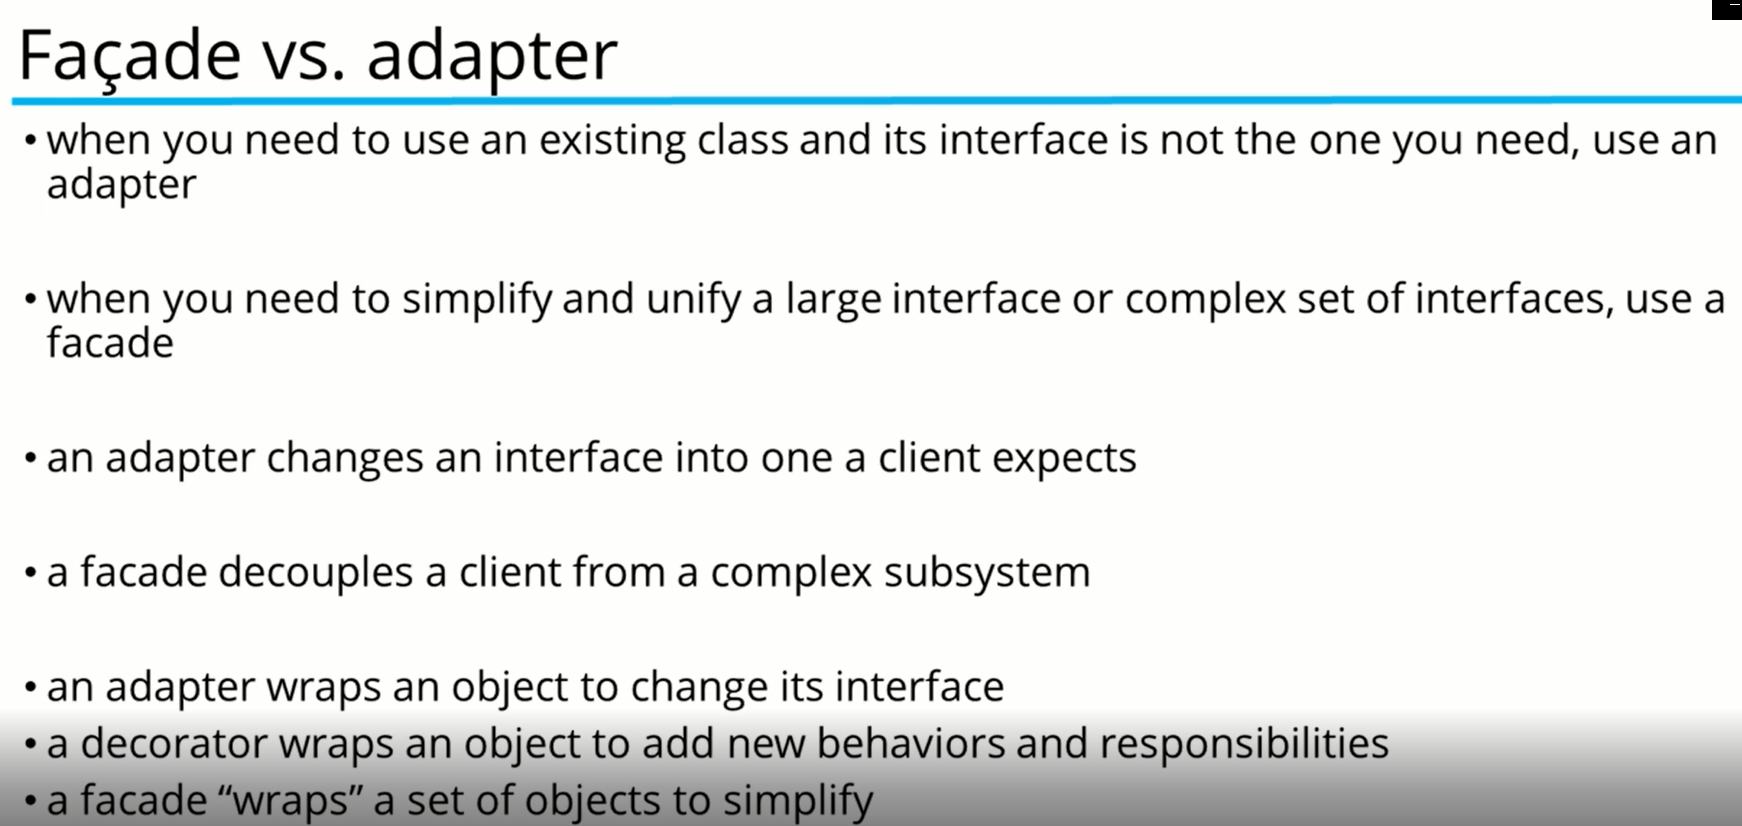 Façade vs. adapter
• when you need to use an existing class and its interface is not the one you need, use an
adapter
• when you need to simplify and unify a large interface or complex set of interfaces, use a
facade
• an adapter changes an interface into one a client expects
• a facade decouples a client from a complex subsystem
• an adapter wraps an object to change its interface
• a decorator wraps an object to add new behaviors and responsibilities
• a facade “wraps” a set of objects to simplify